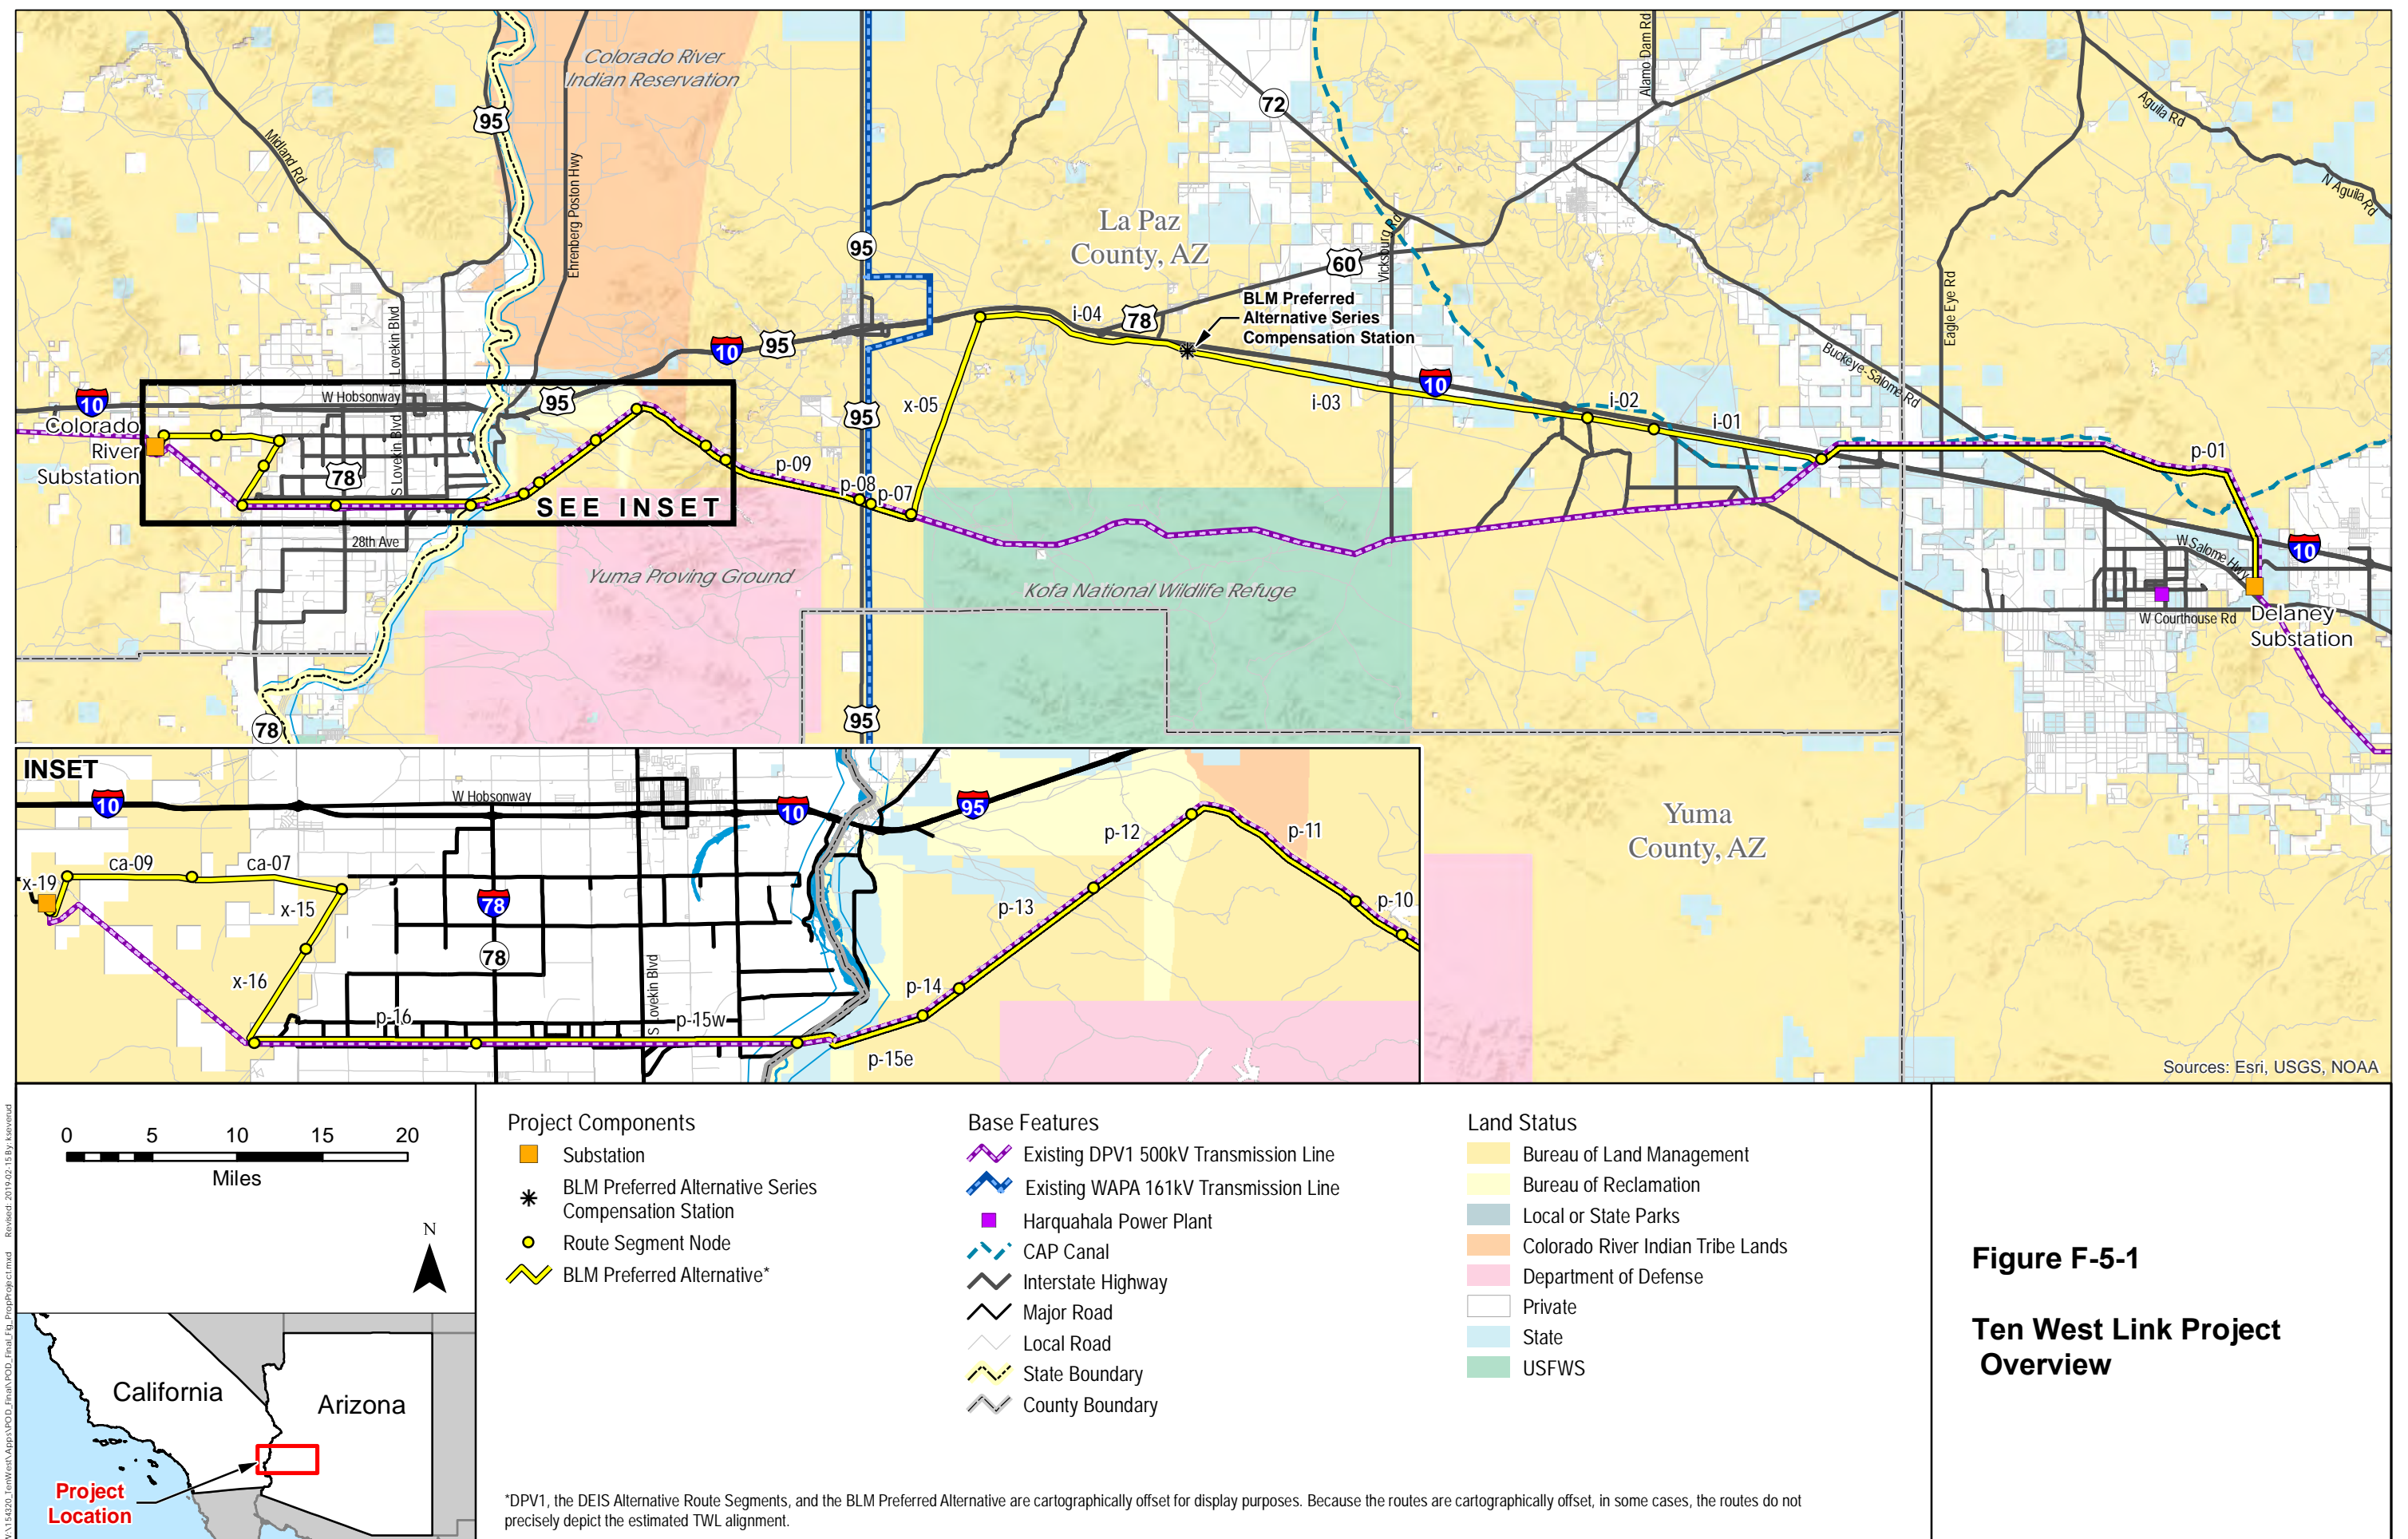 Colorado River
Indian Reservation
95
Midland Rd
Ehrenberg Poston Hwy
72
Alamo Dam Rd
Aguila Rd
N Aguila Rd
La Paz
County, AZ
95
60
Vicksburg Rd
Eagle Eye Rd
BLM Preferred
Alternative Series
Compensation Station
i-04
78
N Lovekin Blvd
10
95
Buckeye-Salome Rd
10
W Hobsonway
95
x-05
95
i-03
10
i-02
i-01
Colorado
River
Substation
78
S Lovekin Blvd
p-09
p-08
p-07
p-01
SEE INSET
28th Ave
Yuma Proving Ground
Kofa National Wildlife Refuge
W Salome Hwy
10
W Courthouse Rd
Delaney
Substation
78
95
INSET
10
W Hobsonway
10
95
x-19
ca-09
ca-07
x-15
78
78
x-16
p-16
S Lovekin Blvd
p-15w
p-15e
p-14
p-13
p-12
p-11
p-10
Yuma
County, AZ
Sources: Esri, USGS, NOAA
0 5 10 15 20
Miles
N
California
Arizona
Project
Location
Project Components
Substation
BLM Preferred Alternative Series
Compensation Station
Route Segment Node
BLM Preferred Alternative*
Base Features
Existing DPV1 500kV Transmission Line
Existing WAPA 161kV Transmission Line
Harquahala Power Plant
CAP Canal
Interstate Highway
Major Road
Local Road
State Boundary
County Boundary
Land Status
Bureau of Land Management
Bureau of Reclamation
Local or State Parks
Colorado River Indian Tribe Lands
Department of Defense
Private
State
USFWS
*DPV1, the DEIS Alternative Route Segments, and the BLM Preferred Alternative are cartographically offset for display purposes. Because the routes are cartographically offset, in some cases, the routes do not
precisely depict the estimated TWL alignment.
Figure F-5-1
Ten West Link Project
Overview
Revised: 2019-02-15 By: kseverud